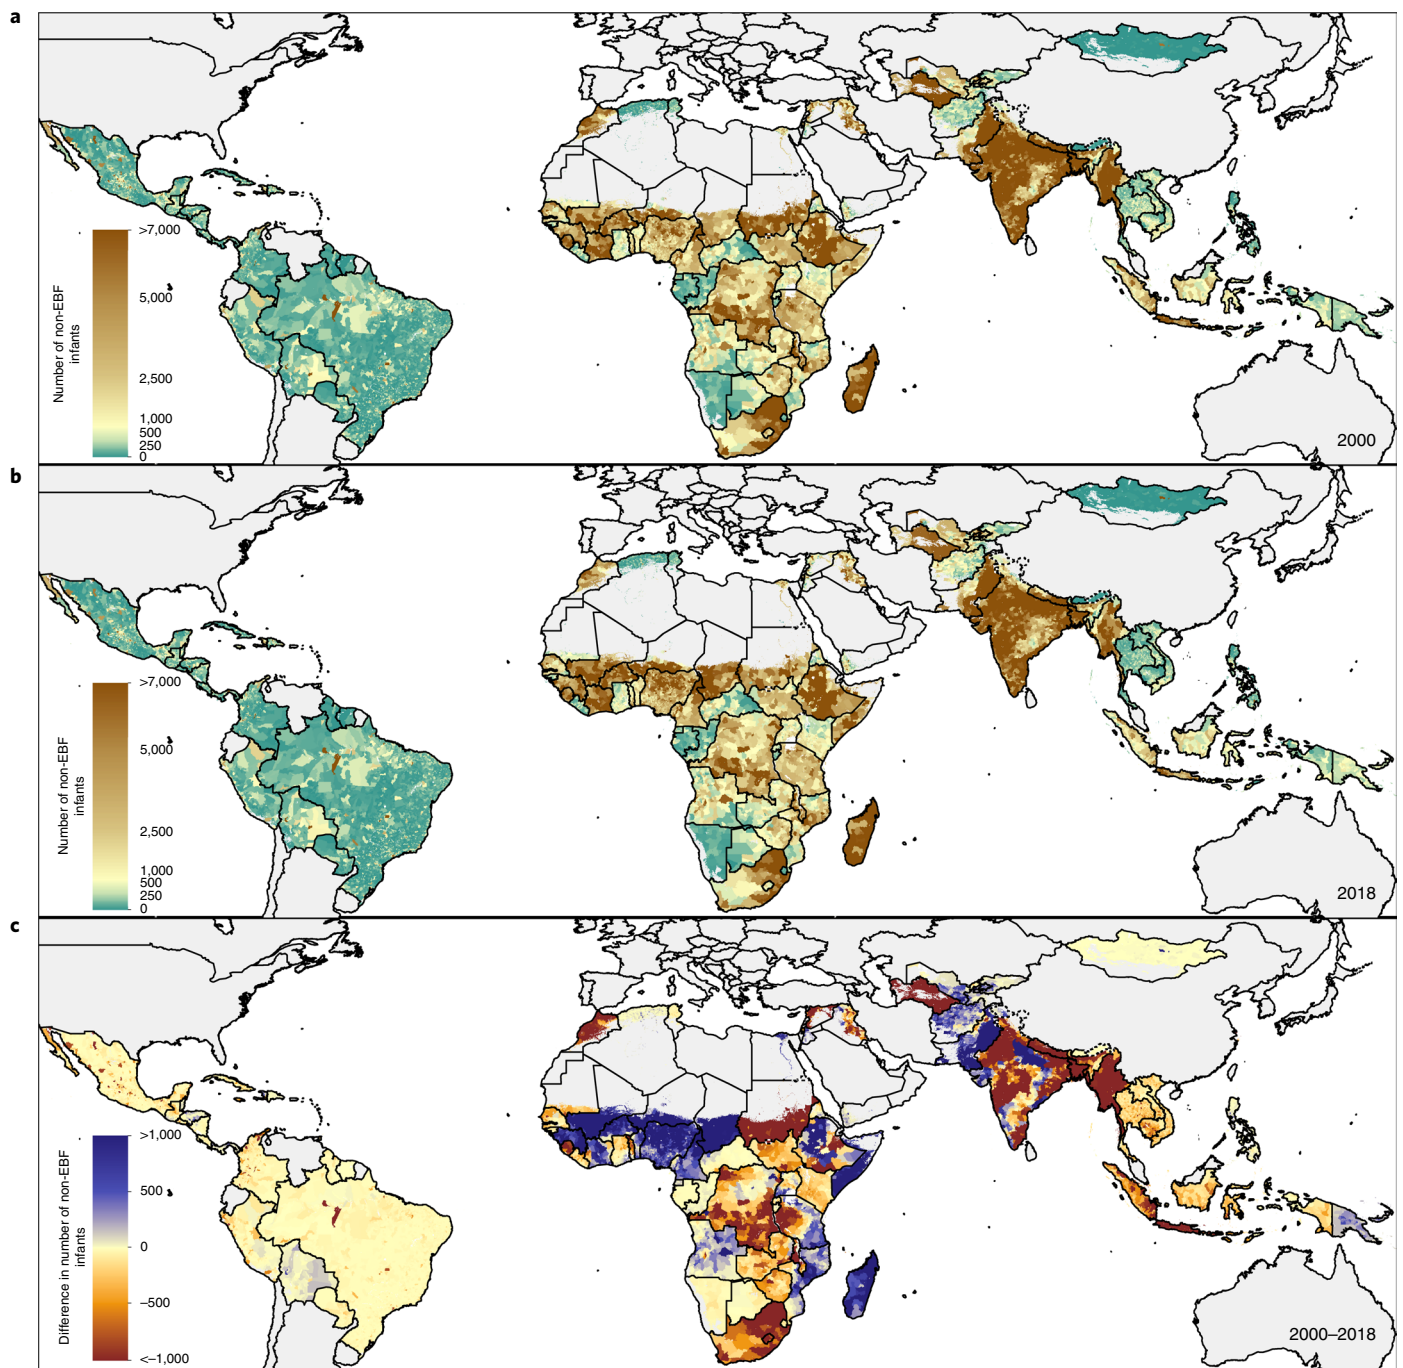 a
>7,000
5,000
2,500
1,000
500
250
0
Number of non-EBF
infants
2000
b
>7,000
5,000
2,500
1,000
500
250
0
Number of non-EBF
infants
2018
c
>1,000
500
0
–500
<–1,000
Difference in number of non-EBF
infants
2000–2018